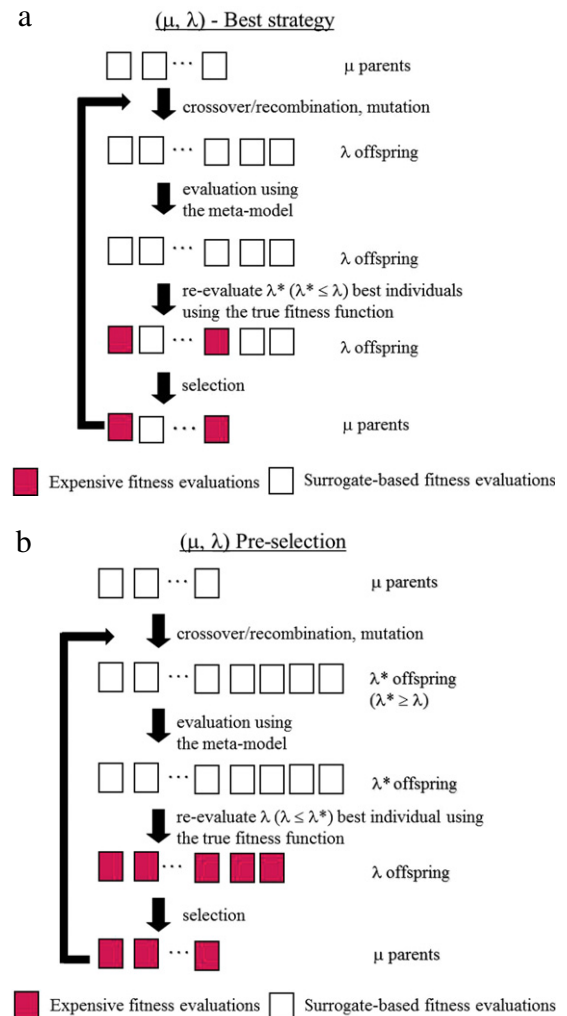 a
(μ, λ) - Best strategy
...
μ parents
crossover/recombination, mutation
...
λ offspring
evaluation using
the meta-model
...
λ offspring
re-evaluate λ* (λ* ≤ λ) best individuals
using the true fitness function
...
λ offspring
selection
...
μ parents
Expensive fitness evaluations
Surrogate-based fitness evaluations
b
(μ, λ) Pre-selection
...
μ parents
crossover/recombination, mutation
...
λ* offspring
(λ* ≥ λ)
evaluation using
the meta-model
...
λ* offspring
re-evaluate λ (λ ≤ λ*) best individual using
the true fitness function
...
λ offspring
selection
...
μ parents
Expensive fitness evaluations
Surrogate-based fitness evaluations